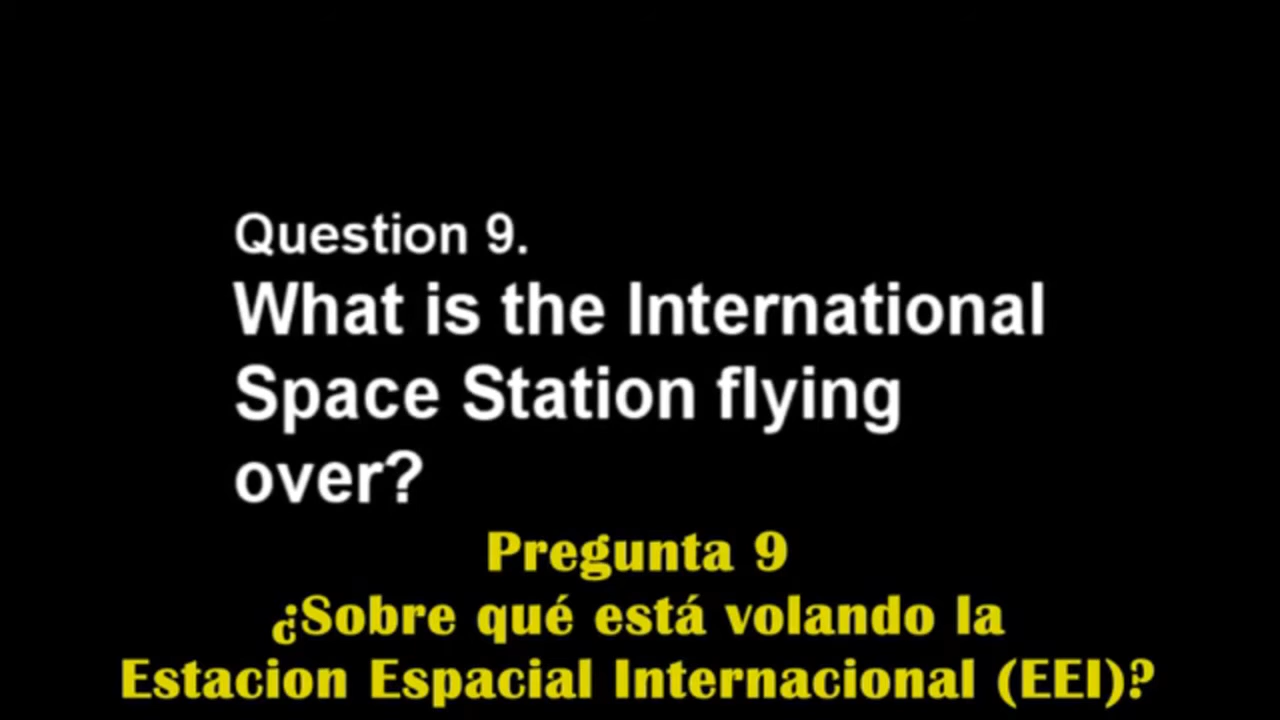 Question 9.
What is the International
Space Station flying
over?
Pregunta 9
¿Sobre qué está volando la
Estacion Espacial Internacional (EEI)?